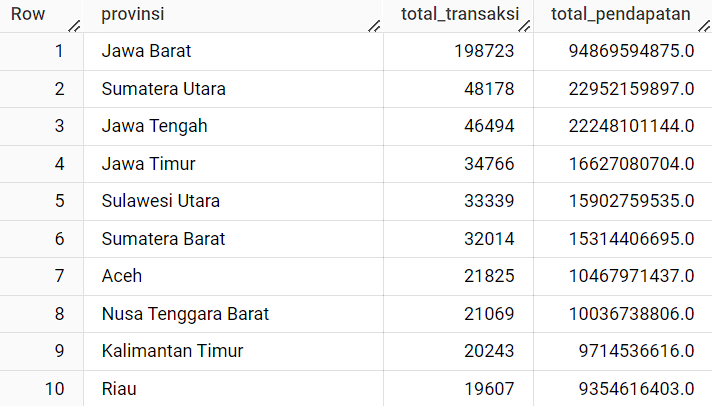 Row provinsi total_transaksi total_pendapatan
1 Jawa Barat 198723 94869594875.0
2 Sumatera Utara 48178 22952159897.0
3 Jawa Tengah 46494 22248101144.0
4 Jawa Timur 34766 16627080704.0
5 Sulawesi Utara 33339 15902759535.0
6 Sumatera Barat 32014 15314406695.0
7 Aceh 21825 10467971437.0
8 Nusa Tenggara Barat 21069 10036738806.0
9 Kalimantan Timur 20243 9714536616.0
10 Riau 19607 9354616403.0